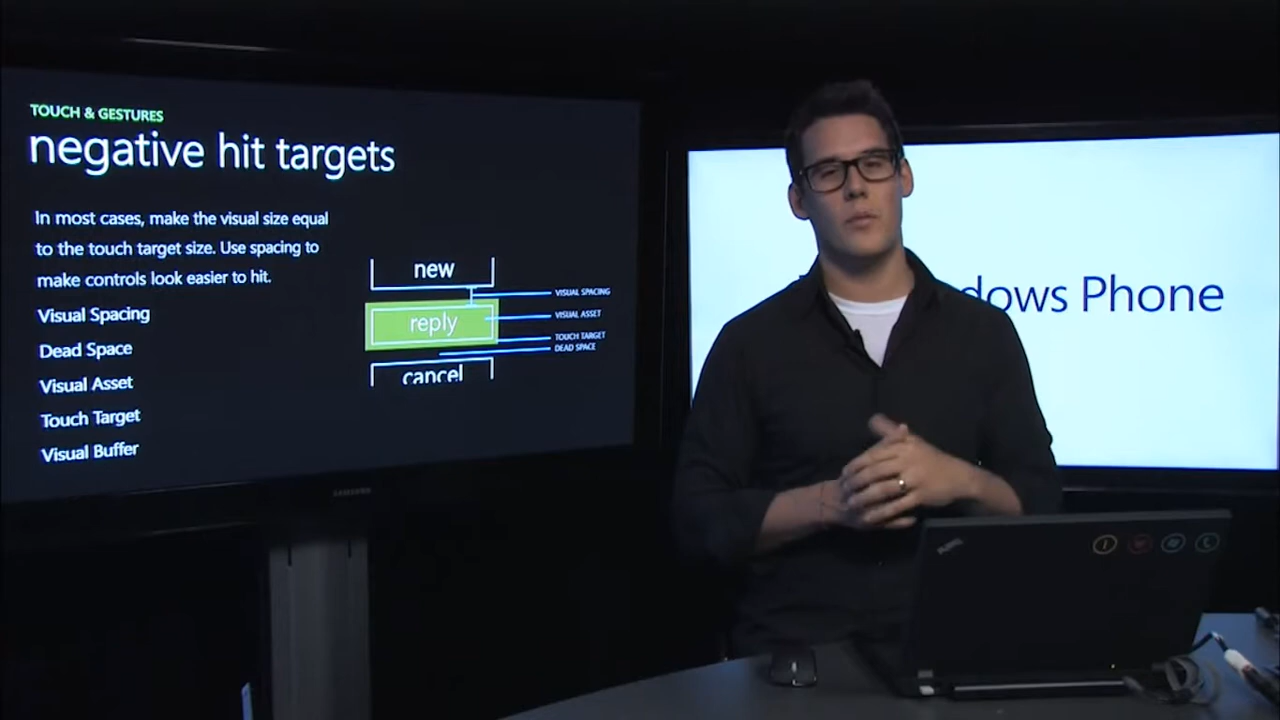 TOUCH & GESTURES
negative hit targets
In most cases, make the visual size equal
to the touch target size. Use spacing to
make controls look easier to hit.
Visual Spacing
Dead Space
Visual Asset
Touch Target
Visual Buffer
new
reply
cancel
VISUAL SPACING
VISUAL ASSET
TOUCH TARGET
DEAD SPACE
SAMSUNG
dows Phone